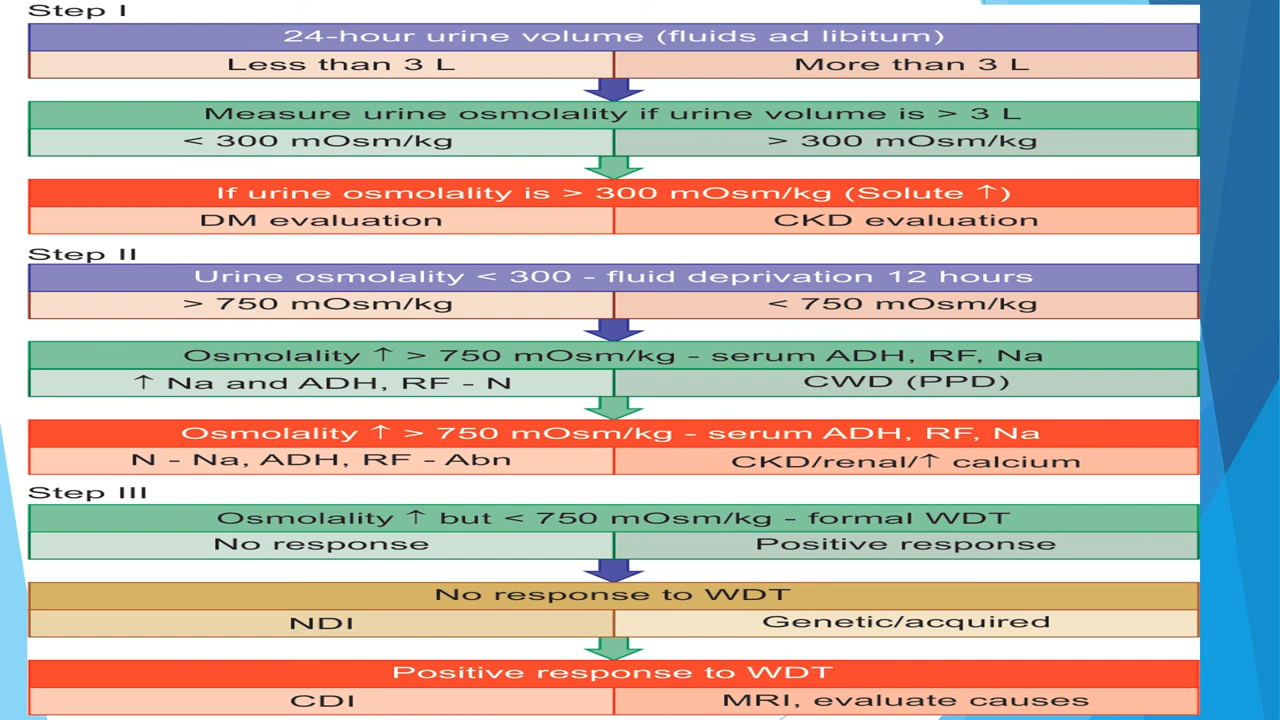 Step I
24-hour urine volume (fluids ad libitum)
Less than 3 L More than 3 L
Measure urine osmolality if urine volume is > 3 L
< 300 mOsm/kg > 300 mOsm/kg
If urine osmolality is > 300 mOsm/kg (Solute ↑)
DM evaluation CKD evaluation
Step II
Urine osmolality < 300 - fluid deprivation 12 hours
> 750 mOsm/kg < 750 mOsm/kg
Osmolality ↑ > 750 mOsm/kg - serum ADH, RF, Na
↑ Na and ADH, RF - N CWD (PPD)
Osmolality ↑ > 750 mOsm/kg - serum ADH, RF, Na
N - Na, ADH, RF - Abn CKD/renal/↑ calcium
Step III
Osmolality ↑ but < 750 mOsm/kg - formal WDT
No response Positive response
No response to WDT
NDI Genetic/acquired
Positive response to WDT
CDI MRI, evaluate causes